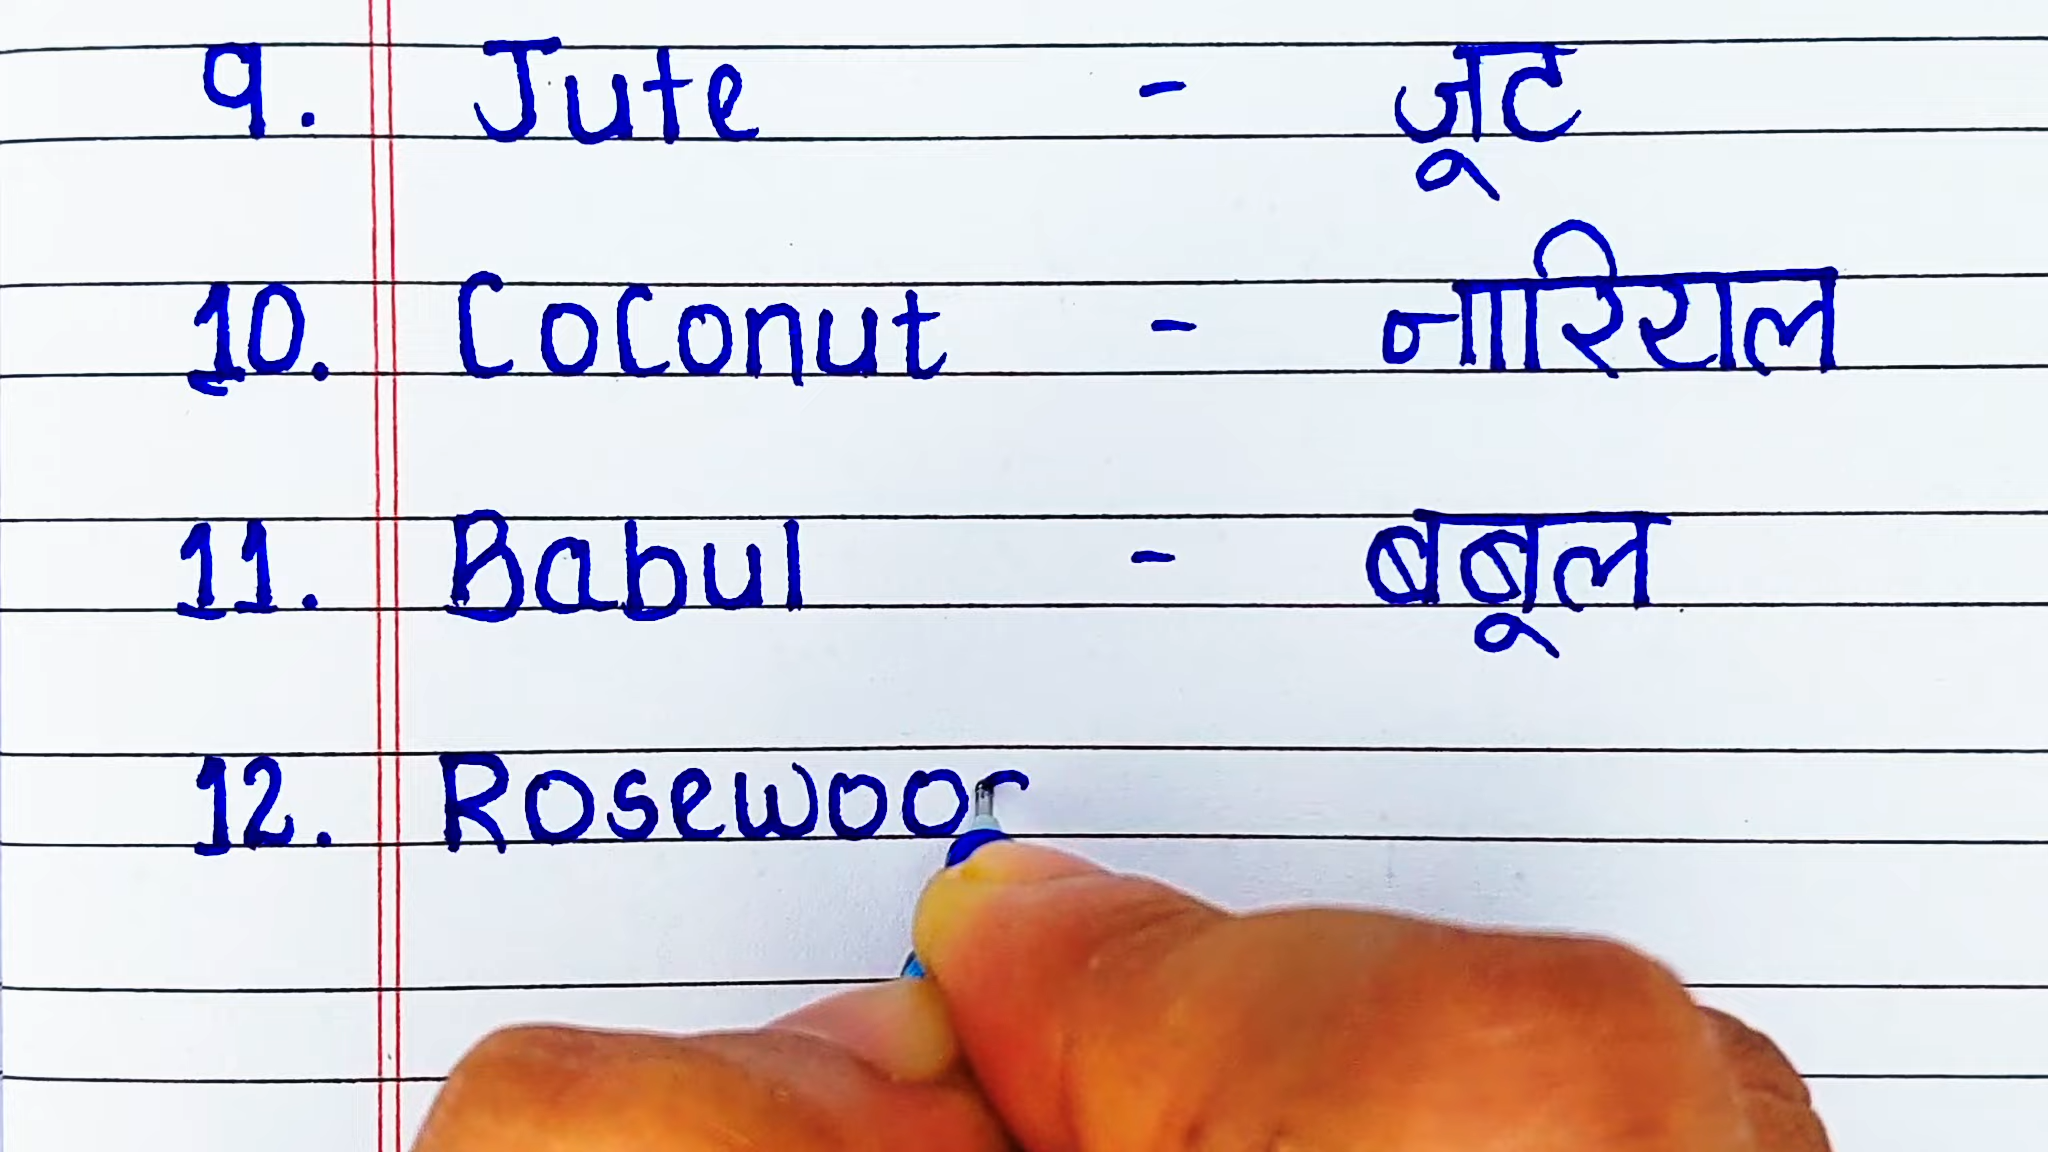 9. Jute - जूट
10. Coconut - नारियल
11. Babul - बबूल
12. Rosewoo